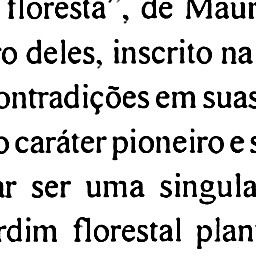 floresta", de Maur
ro deles, inscrito na
ontradições em suas
o caráter pioneiro e s
ar ser uma singula
rdim florestal plan